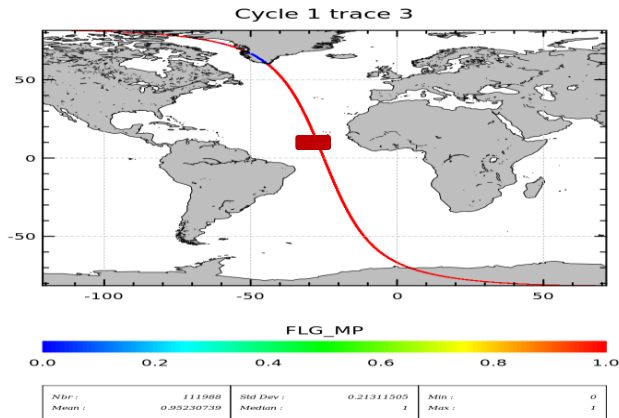 Cycle 1 trace 3
50
0
-50
-100 -50 0 50
FLG_MP
0.0 0.2 0.4 0.6 0.8 1.0
Nbr : 111988 Std Dev : 0.21311505 Min : 0
Mean : 0.95230739 Median : 1 Max : 1